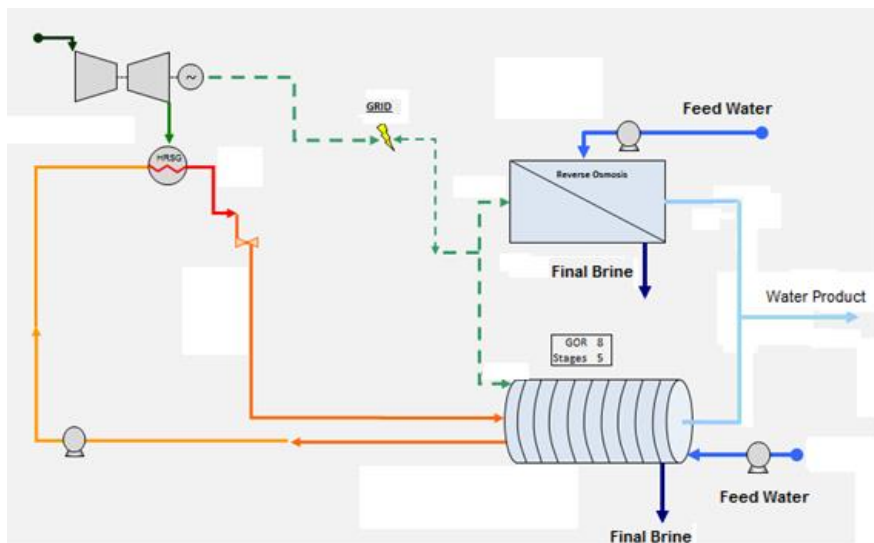 ~
GRID
Feed Water
HRSG
Reverse Osmosis
Final Brine
Water Product
GOR 8
Stages 5
Feed Water
Final Brine